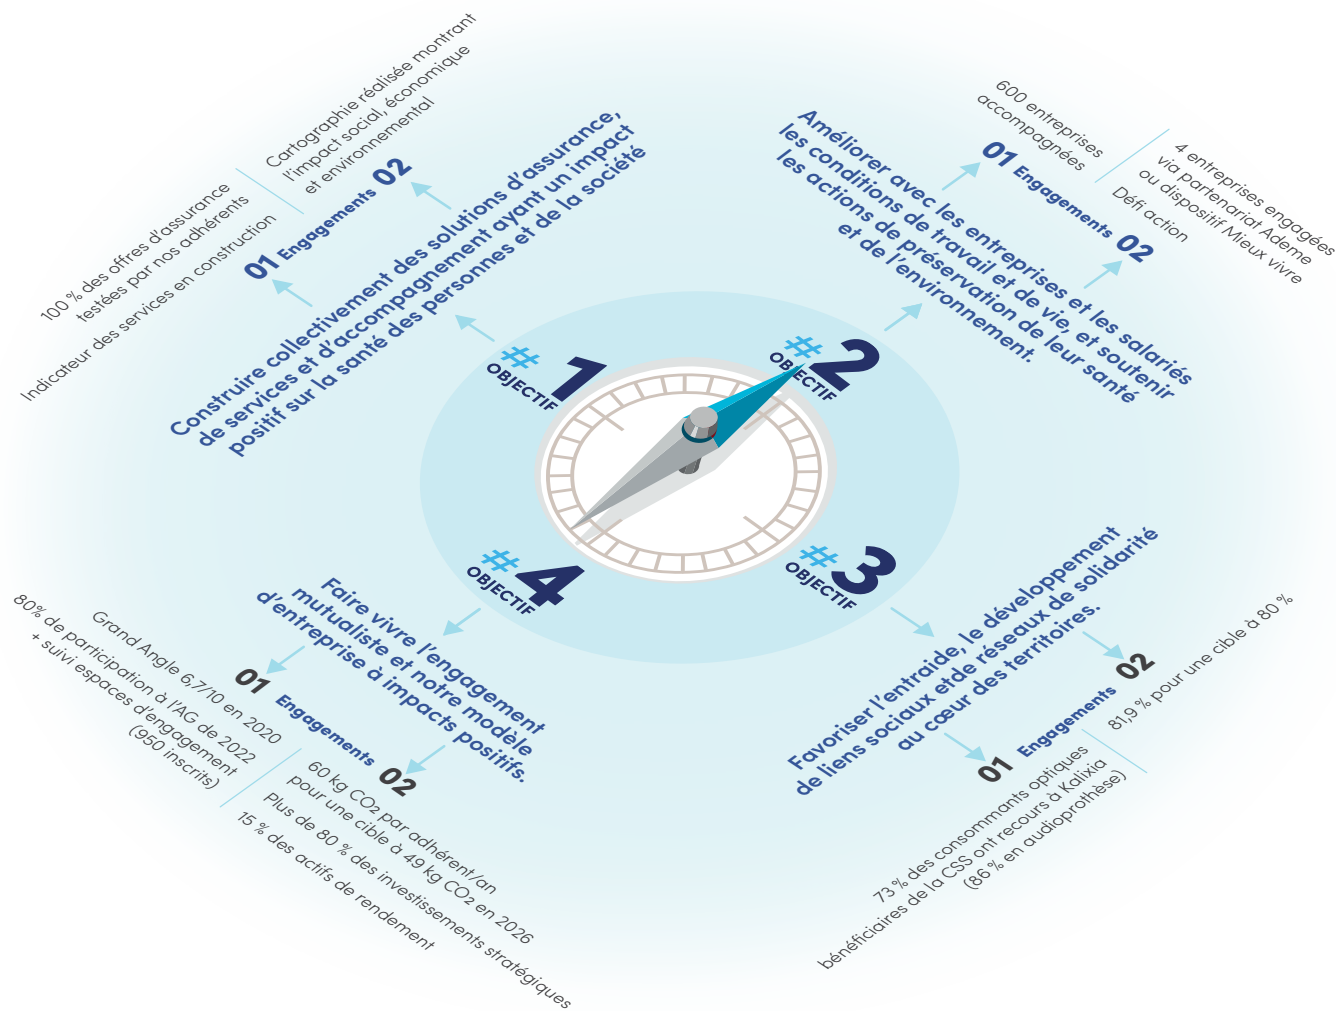 #1
OBJECTIF
Construire collectivement des solutions d'assurance,
de services et d'accompagnement ayant un impact
positif sur la santé des personnes et de la société
Engagements
01
100 % des offres d'assurance
testées par nos adhérents
Indicateur des services en construction
02
Cartographie réalisée montrant
l'impact social, économique
et environnemental
#2
OBJECTIF
Améliorer avec les entreprises et les salariés
les conditions de travail et de vie, et soutenir
les actions de préservation de leur santé
et de l'environnement.
Engagements
01
600 entreprises
accompagnées
02
4 entreprises engagées
via partenariat Ademe
ou dispositif Mieux vivre
Défi action
#3
OBJECTIF
Favoriser l'entraide, le développement
de liens sociaux etde réseaux de solidarité
au cœur des territoires.
Engagements
01
73 % des consommants optiques
bénéficiaires de la CSS ont recours à Kalixia
(86 % en audioprothèse)
02
81,9 % pour une cible à 80 %
#4
OBJECTIF
Faire vivre l'engagement
mutualiste et notre modèle
d'entreprise à impacts positifs.
Engagements
01
Grand Angle 6,7/10 en 2020
80% de participation à l'AG de 2022
+ suivi espaces d'engagement
(950 inscrits)
02
60 kg CO2 par adhérent/an
pour une cible à 49 kg CO2 en 2026
Plus de 80 % des investissements stratégiques
15 % des actifs de rendement